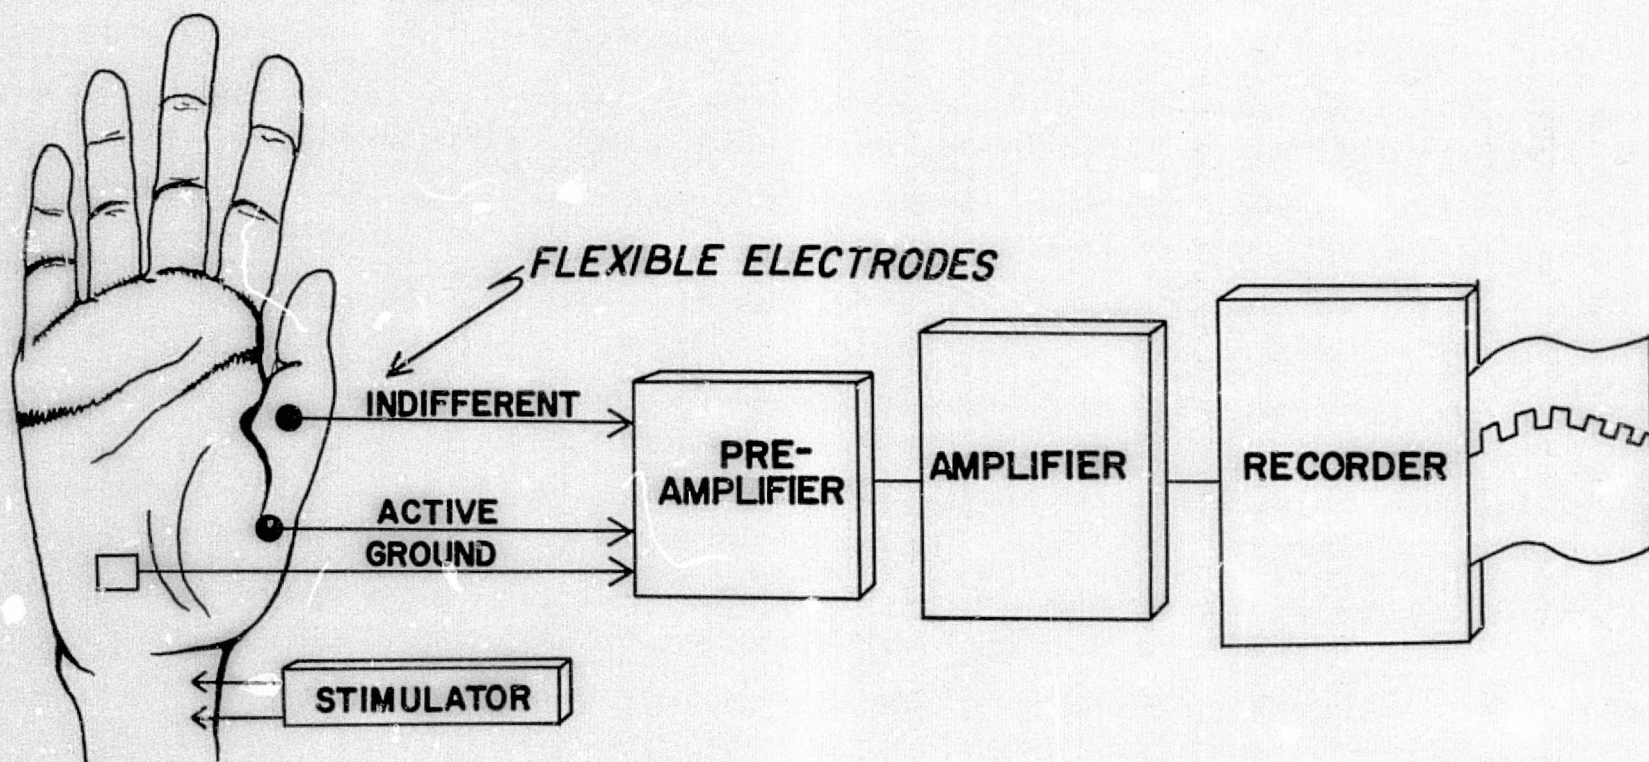 FLEXIBLE ELECTRODES
INDIFFERENT
ACTIVE
GROUND
PRE-
AMPLIFIER
AMPLIFIER
RECORDER
STIMULATOR